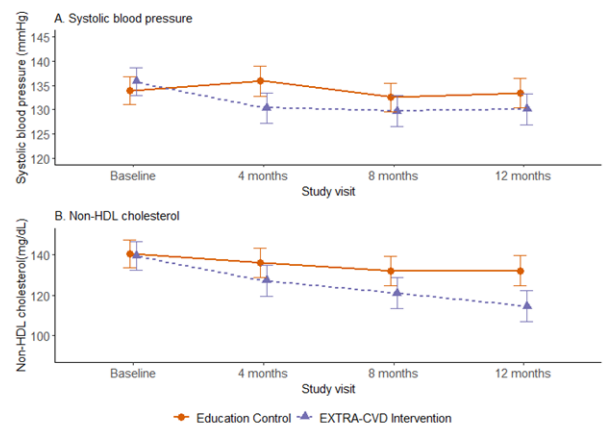 A. Systolic blood pressure
Systolic blood pressure (mmHg)
145
140
135
130
125
120
Baseline
4 months
8 months
12 months
Study visit
B. Non-HDL cholesterol
Non-HDL cholesterol(mg/dL)
140
120
100
Baseline
4 months
8 months
12 months
Study visit
Education Control
EXTRA-CVD Intervention